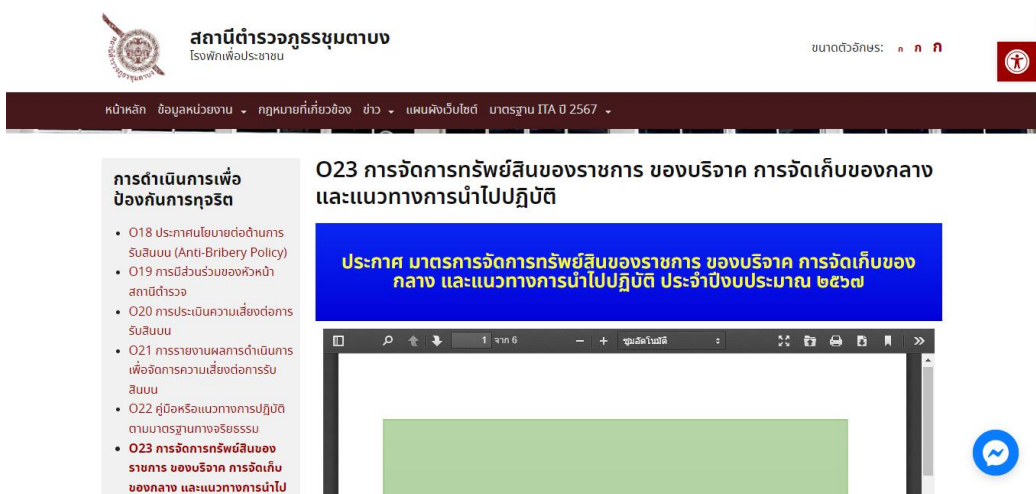 สถานีตำรวจภูธรชุมตาบง
โรงพักเพื่อประชาชน
ขนาดตัวอักษร: ก ก ก
หน้าหลัก ข้อมูลหน่วยงาน กฎหมายที่เกี่ยวข้อง ข่าว แผนผังเว็บไซต์ มาตรฐาน ITA ปี 2567
การดำเนินการเพื่อ
ป้องกันการทุจริต
O18 ประกาศนโยบายต่อต้านการ
รับสินบน (Anti-Bribery Policy)
O19 การมีส่วนร่วมของหัวหน้า
สถานีตำรวจ
O20 การประเมินความเสี่ยงต่อการ
รับสินบน
O21 การรายงานผลการดำเนินการ
เพื่อจัดการความเสี่ยงต่อการรับ
สินบน
O22 คู่มือหรือแนวทางการปฏิบัติ
ตามมาตรฐานทางจริยธรรม
O23 การจัดการทรัพย์สินของ
ราชการ ของบริจาค การจัดเก็บ
ของกลาง และแนวทางการนำไป
O23 การจัดการทรัพย์สินของราชการ ของบริจาค การจัดเก็บของกลาง
และแนวทางการนำไปปฏิบัติ
ประกาศ มาตรการจัดการทรัพย์สินของราชการ ของบริจาค การจัดเก็บของ
กลาง และแนวทางการนำไปปฏิบัติ ประจำปีงบประมาณ ๒๕๖๗
1 จาก 6 ซูมอัตโนมัติ